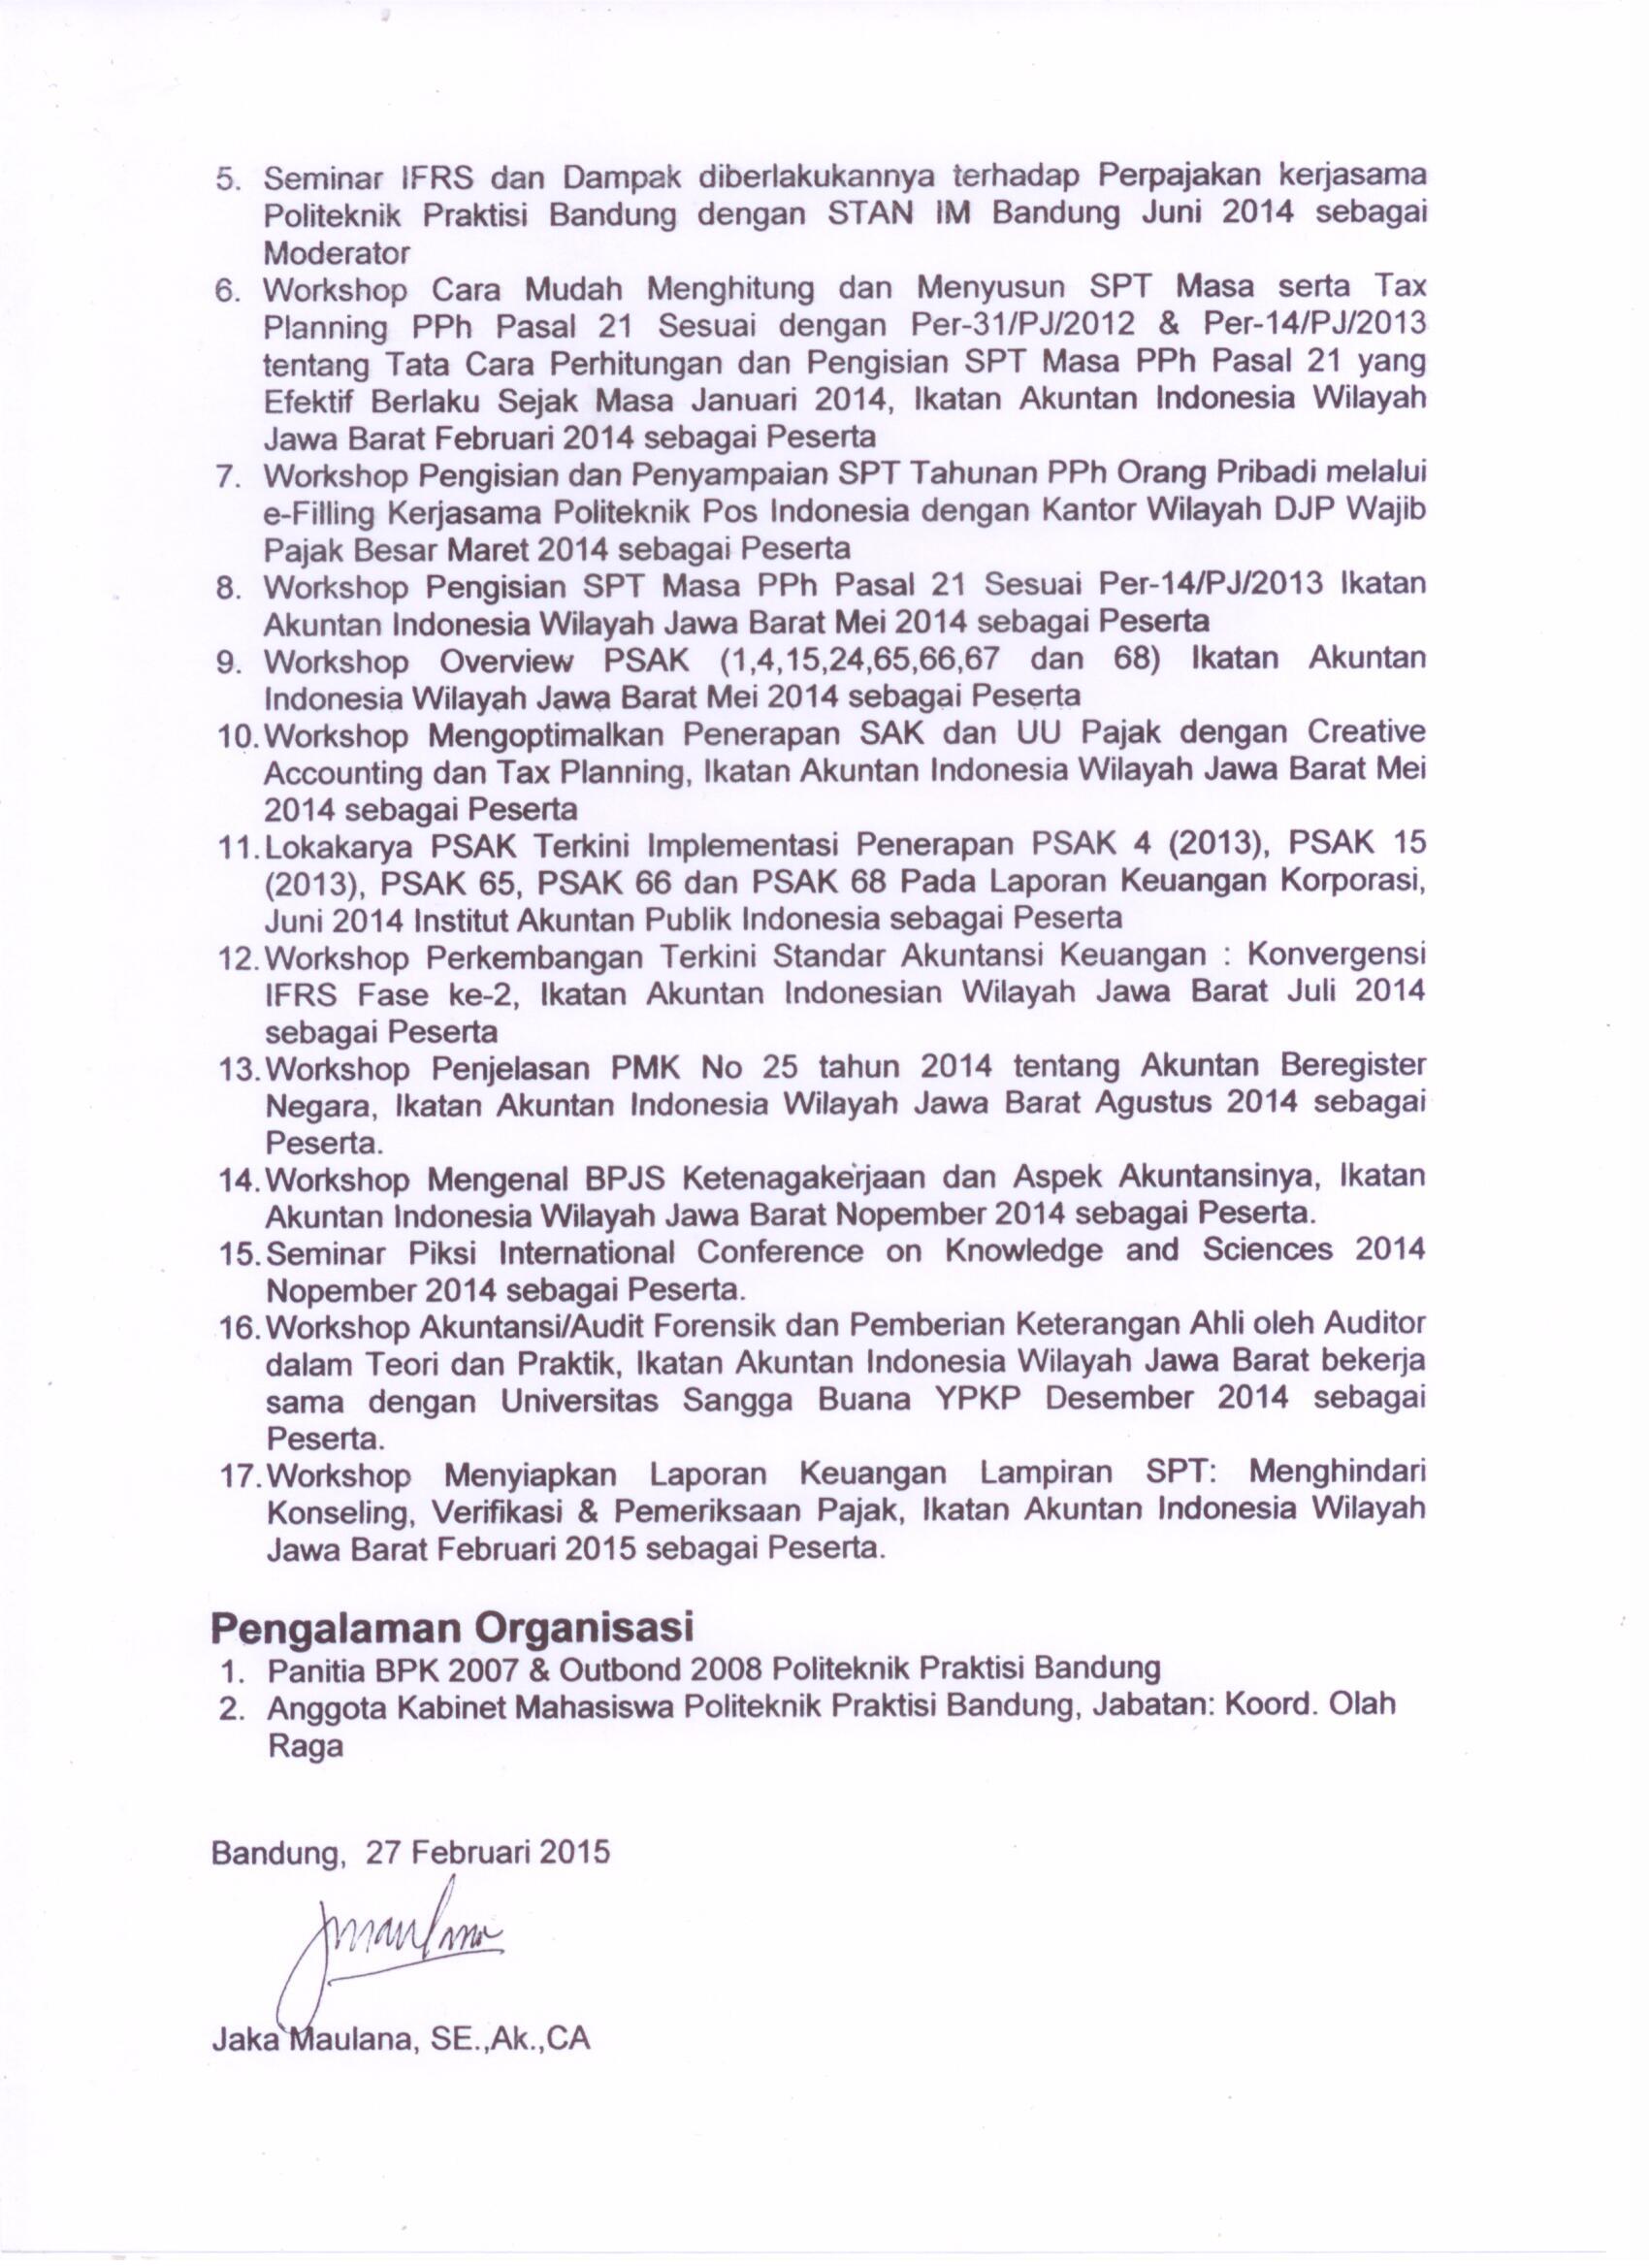 5. Seminar IFRS dan Dampak diberlakukannya terhadap Perpajakan kerjasama
Politeknik Praktisi Bandung dengan STAN IM Bandung Juni 2014 sebagai
Moderator
6. Workshop Cara Mudah Menghitung dan Menyusun SPT Masa serta Tax
Planning PPh Pasal 21 Sesuai dengan Per-31/PJ/2012 & Per-14/PJ/2013
tentang Tata Cara Perhitungan dan Pengisian SPT Masa PPh Pasal 21 yang
Efektif Berlaku Sejak Masa Januari 2014, Ikatan Akuntan Indonesia Wilayah
Jawa Barat Februari 2014 sebagai Peserta
7. Workshop Pengisian dan Penyampaian SPT Tahunan PPh Orang Pribadi melalui
e-Filling Kerjasama Politeknik Pos Indonesia dengan Kantor Wilayah DJP Wajib
Pajak Besar Maret 2014 sebagai Peserta
8. Workshop Pengisian SPT Masa PPh Pasal 21 Sesuai Per-14/PJ/2013 Ikatan
Akuntan Indonesia Wilayah Jawa Barat Mei 2014 sebagai Peserta
9. Workshop Overview PSAK (1,4,15,24,65,66,67 dan 68) Ikatan Akuntan
Indonesia Wilayah Jawa Barat Mei 2014 sebagai Peserta
10. Workshop Mengoptimalkan Penerapan SAK dan UU Pajak dengan Creative
Accounting dan Tax Planning, Ikatan Akuntan Indonesia Wilayah Jawa Barat Mei
2014 sebagai Peserta
11. Lokakarya PSAK Terkini Implementasi Penerapan PSAK 4 (2013), PSAK 15
(2013), PSAK 65, PSAK 66 dan PSAK 68 Pada Laporan Keuangan Korporasi,
Juni 2014 Institut Akuntan Publik Indonesia sebagai Peserta
12. Workshop Perkembangan Terkini Standar Akuntansi Keuangan : Konvergensi
IFRS Fase ke-2, Ikatan Akuntan Indonesian Wilayah Jawa Barat Juli 2014
sebagai Peserta
13. Workshop Penjelasan PMK No 25 tahun 2014 tentang Akuntan Beregister
Negara, Ikatan Akuntan Indonesia Wilayah Jawa Barat Agustus 2014 sebagai
Peserta.
14. Workshop Mengenal BPJS Ketenagakerjaan dan Aspek Akuntansinya, Ikatan
Akuntan Indonesia Wilayah Jawa Barat Nopember 2014 sebagai Peserta.
15. Seminar Piksi International Conference on Knowledge and Sciences 2014
Nopember 2014 sebagai Peserta.
16. Workshop Akuntansi/Audit Forensik dan Pemberian Keterangan Ahli oleh Auditor
dalam Teori dan Praktik, Ikatan Akuntan Indonesia Wilayah Jawa Barat bekerja
sama dengan Universitas Sangga Buana YPKP Desember 2014 sebagai
Peserta.
17. Workshop Menyiapkan Laporan Keuangan Lampiran SPT: Menghindari
Konseling, Verifikasi & Pemeriksaan Pajak, Ikatan Akuntan Indonesia Wilayah
Jawa Barat Februari 2015 sebagai Peserta.
Pengalaman Organisasi
1. Panitia BPK 2007 & Outbond 2008 Politeknik Praktisi Bandung
2. Anggota Kabinet Mahasiswa Politeknik Praktisi Bandung, Jabatan: Koord. Olah
Raga
Bandung, 27 Februari 2015
Jaka Maulana, SE.,Ak.,CA